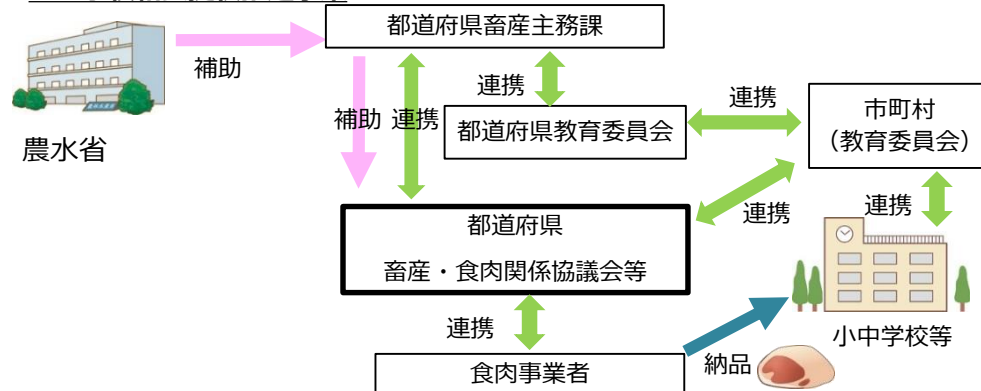 都道府県畜産主務課
補助
連携
農水省
補助
連携
都道府県教育委員会
連携
市町村
(教育委員会)
都道府県
畜産・食肉関係協議会等
連携
連携
小中学校等
連携
食肉事業者
納品